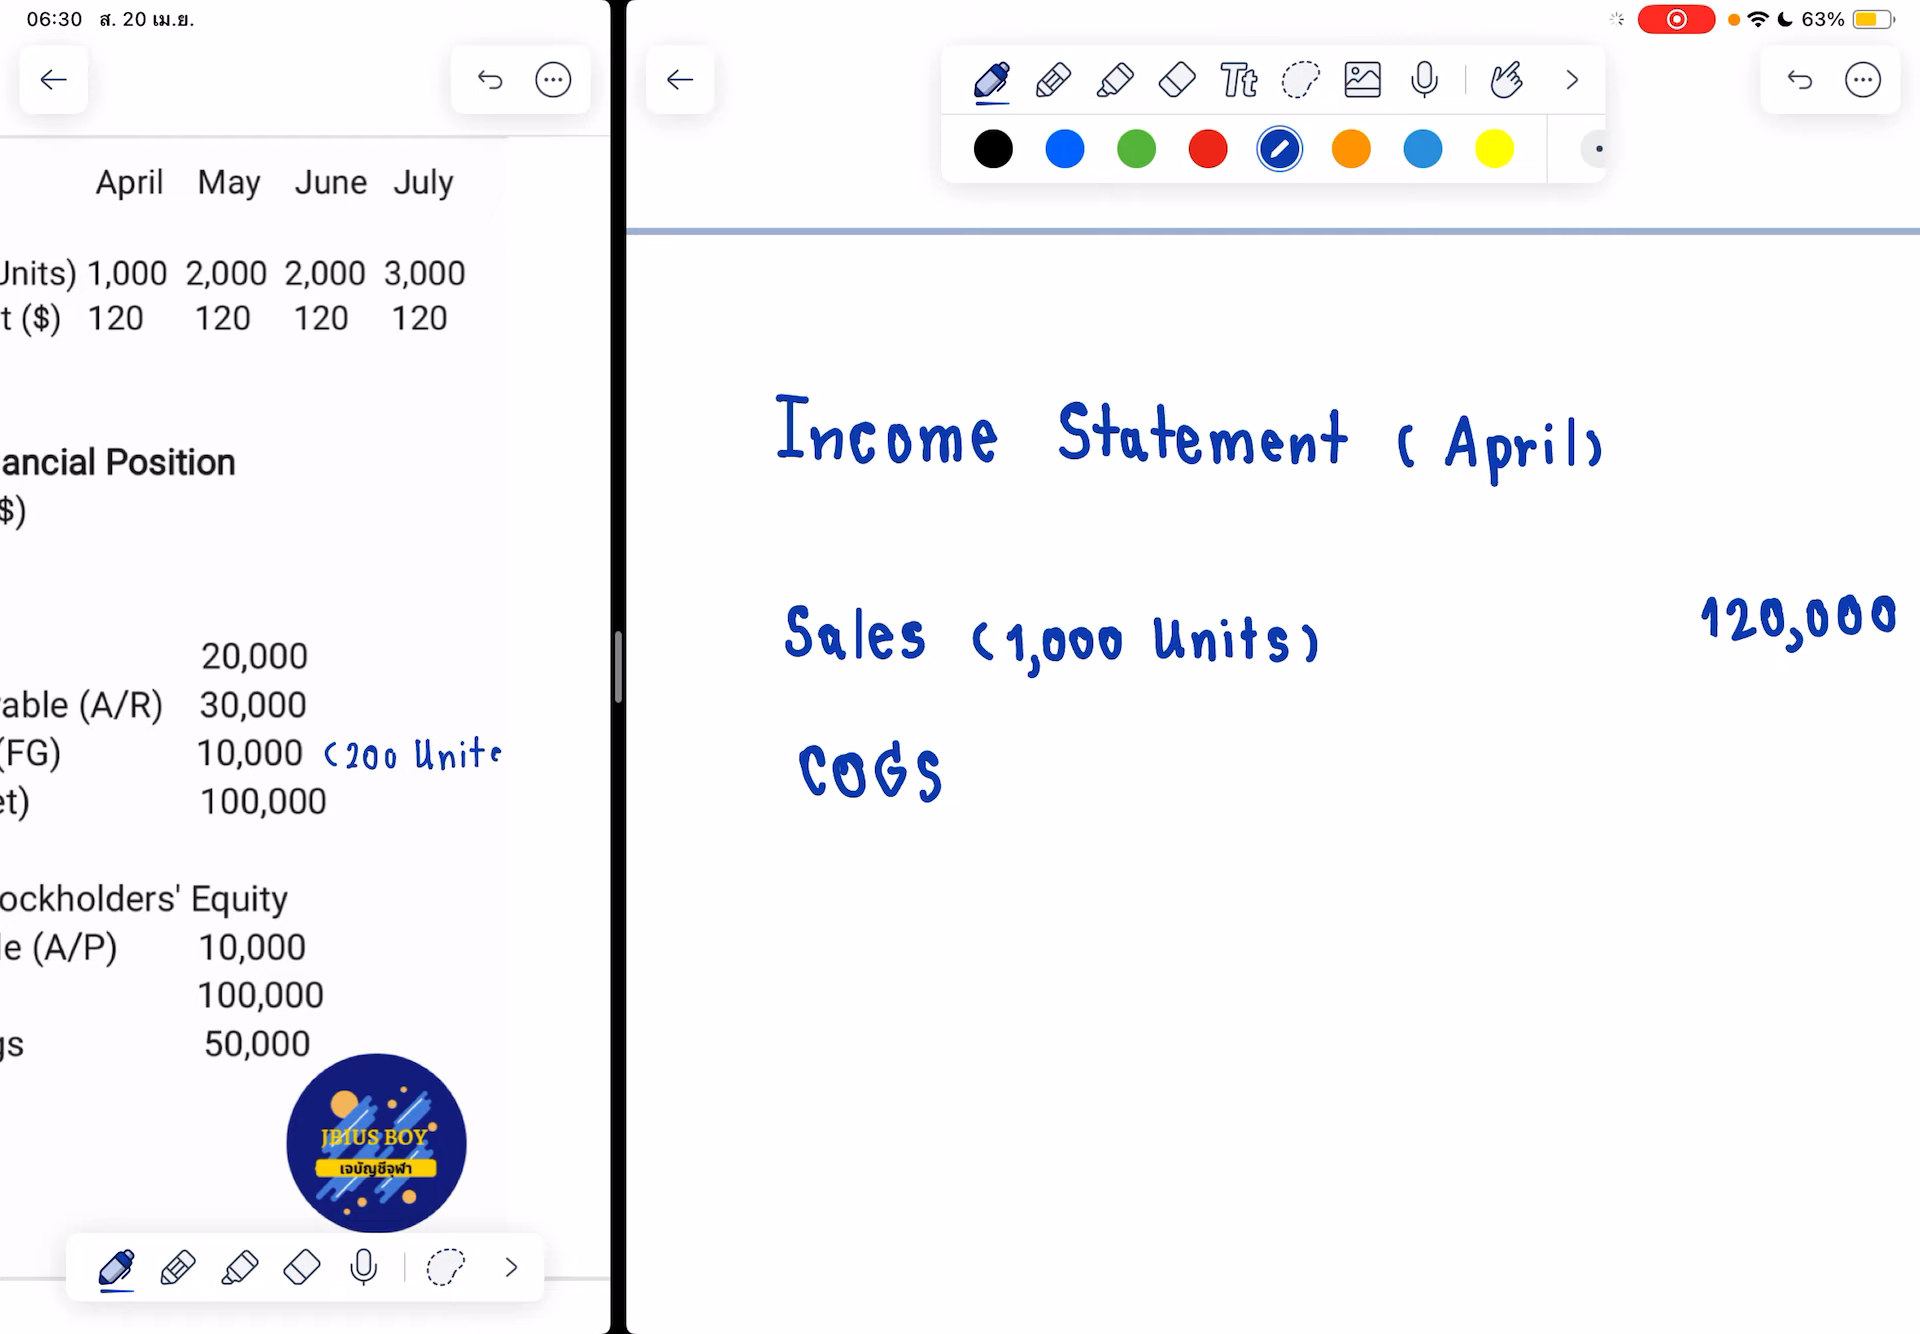 06:30 ส. 20 เม.ย.
63%
April May June July
Units) 1,000 2,000 2,000 3,000
t ($) 120 120 120 120
ancial Position
$)
20,000
able (A/R) 30,000
(FG) 10,000 (200 Unite
et) 100,000
ockholders' Equity
le (A/P) 10,000
100,000
gs 50,000
JBIUS BOY
เจบัญชีจุฬา
Tt
Income Statement (April)
Sales (1,000 Units) 120,000
COGS